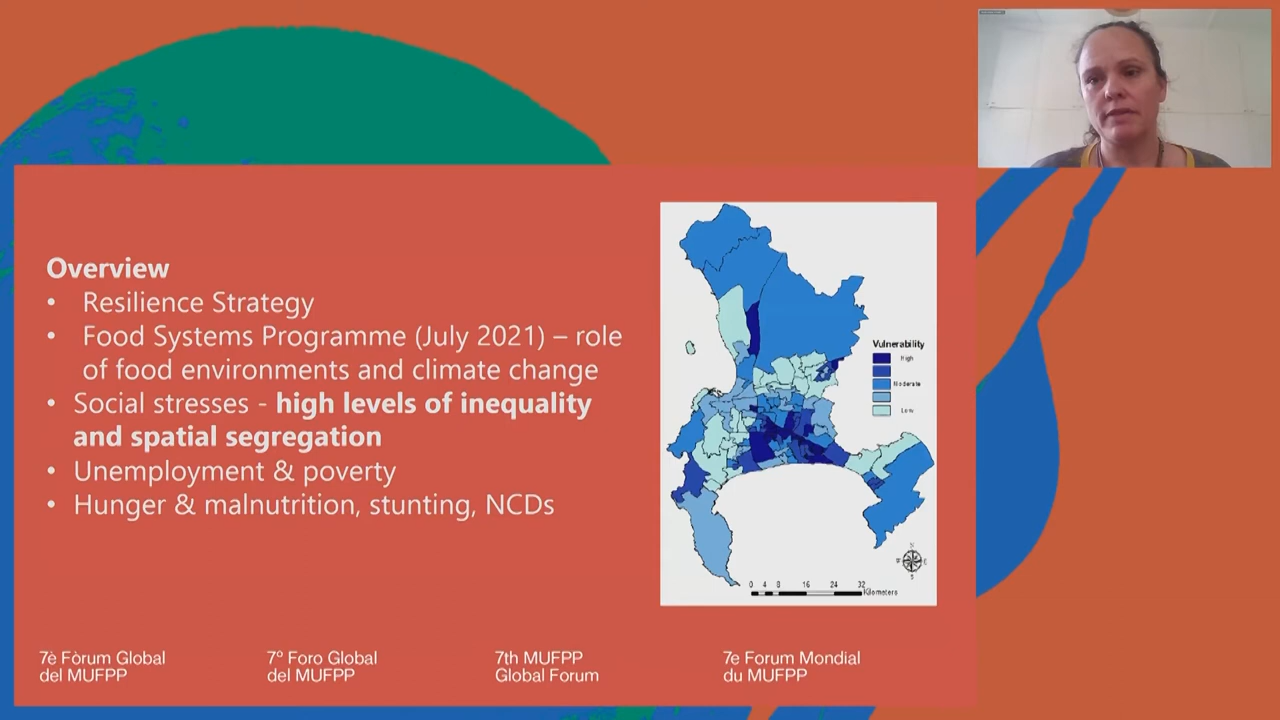 Overview
• Resilience Strategy
• Food Systems Programme (July 2021) – role
of food environments and climate change
• Social stresses - high levels of inequality
and spatial segregation
• Unemployment & poverty
• Hunger & malnutrition, stunting, NCDs
Vulnerability
High
Moderate
Low
N
E
S
0 4 8 16 24 32
Kilometers
7è Fòrum Global
del MUFPP
7º Foro Global
del MUFPP
7th MUFPP
Global Forum
7e Forum Mondial
du MUFPP